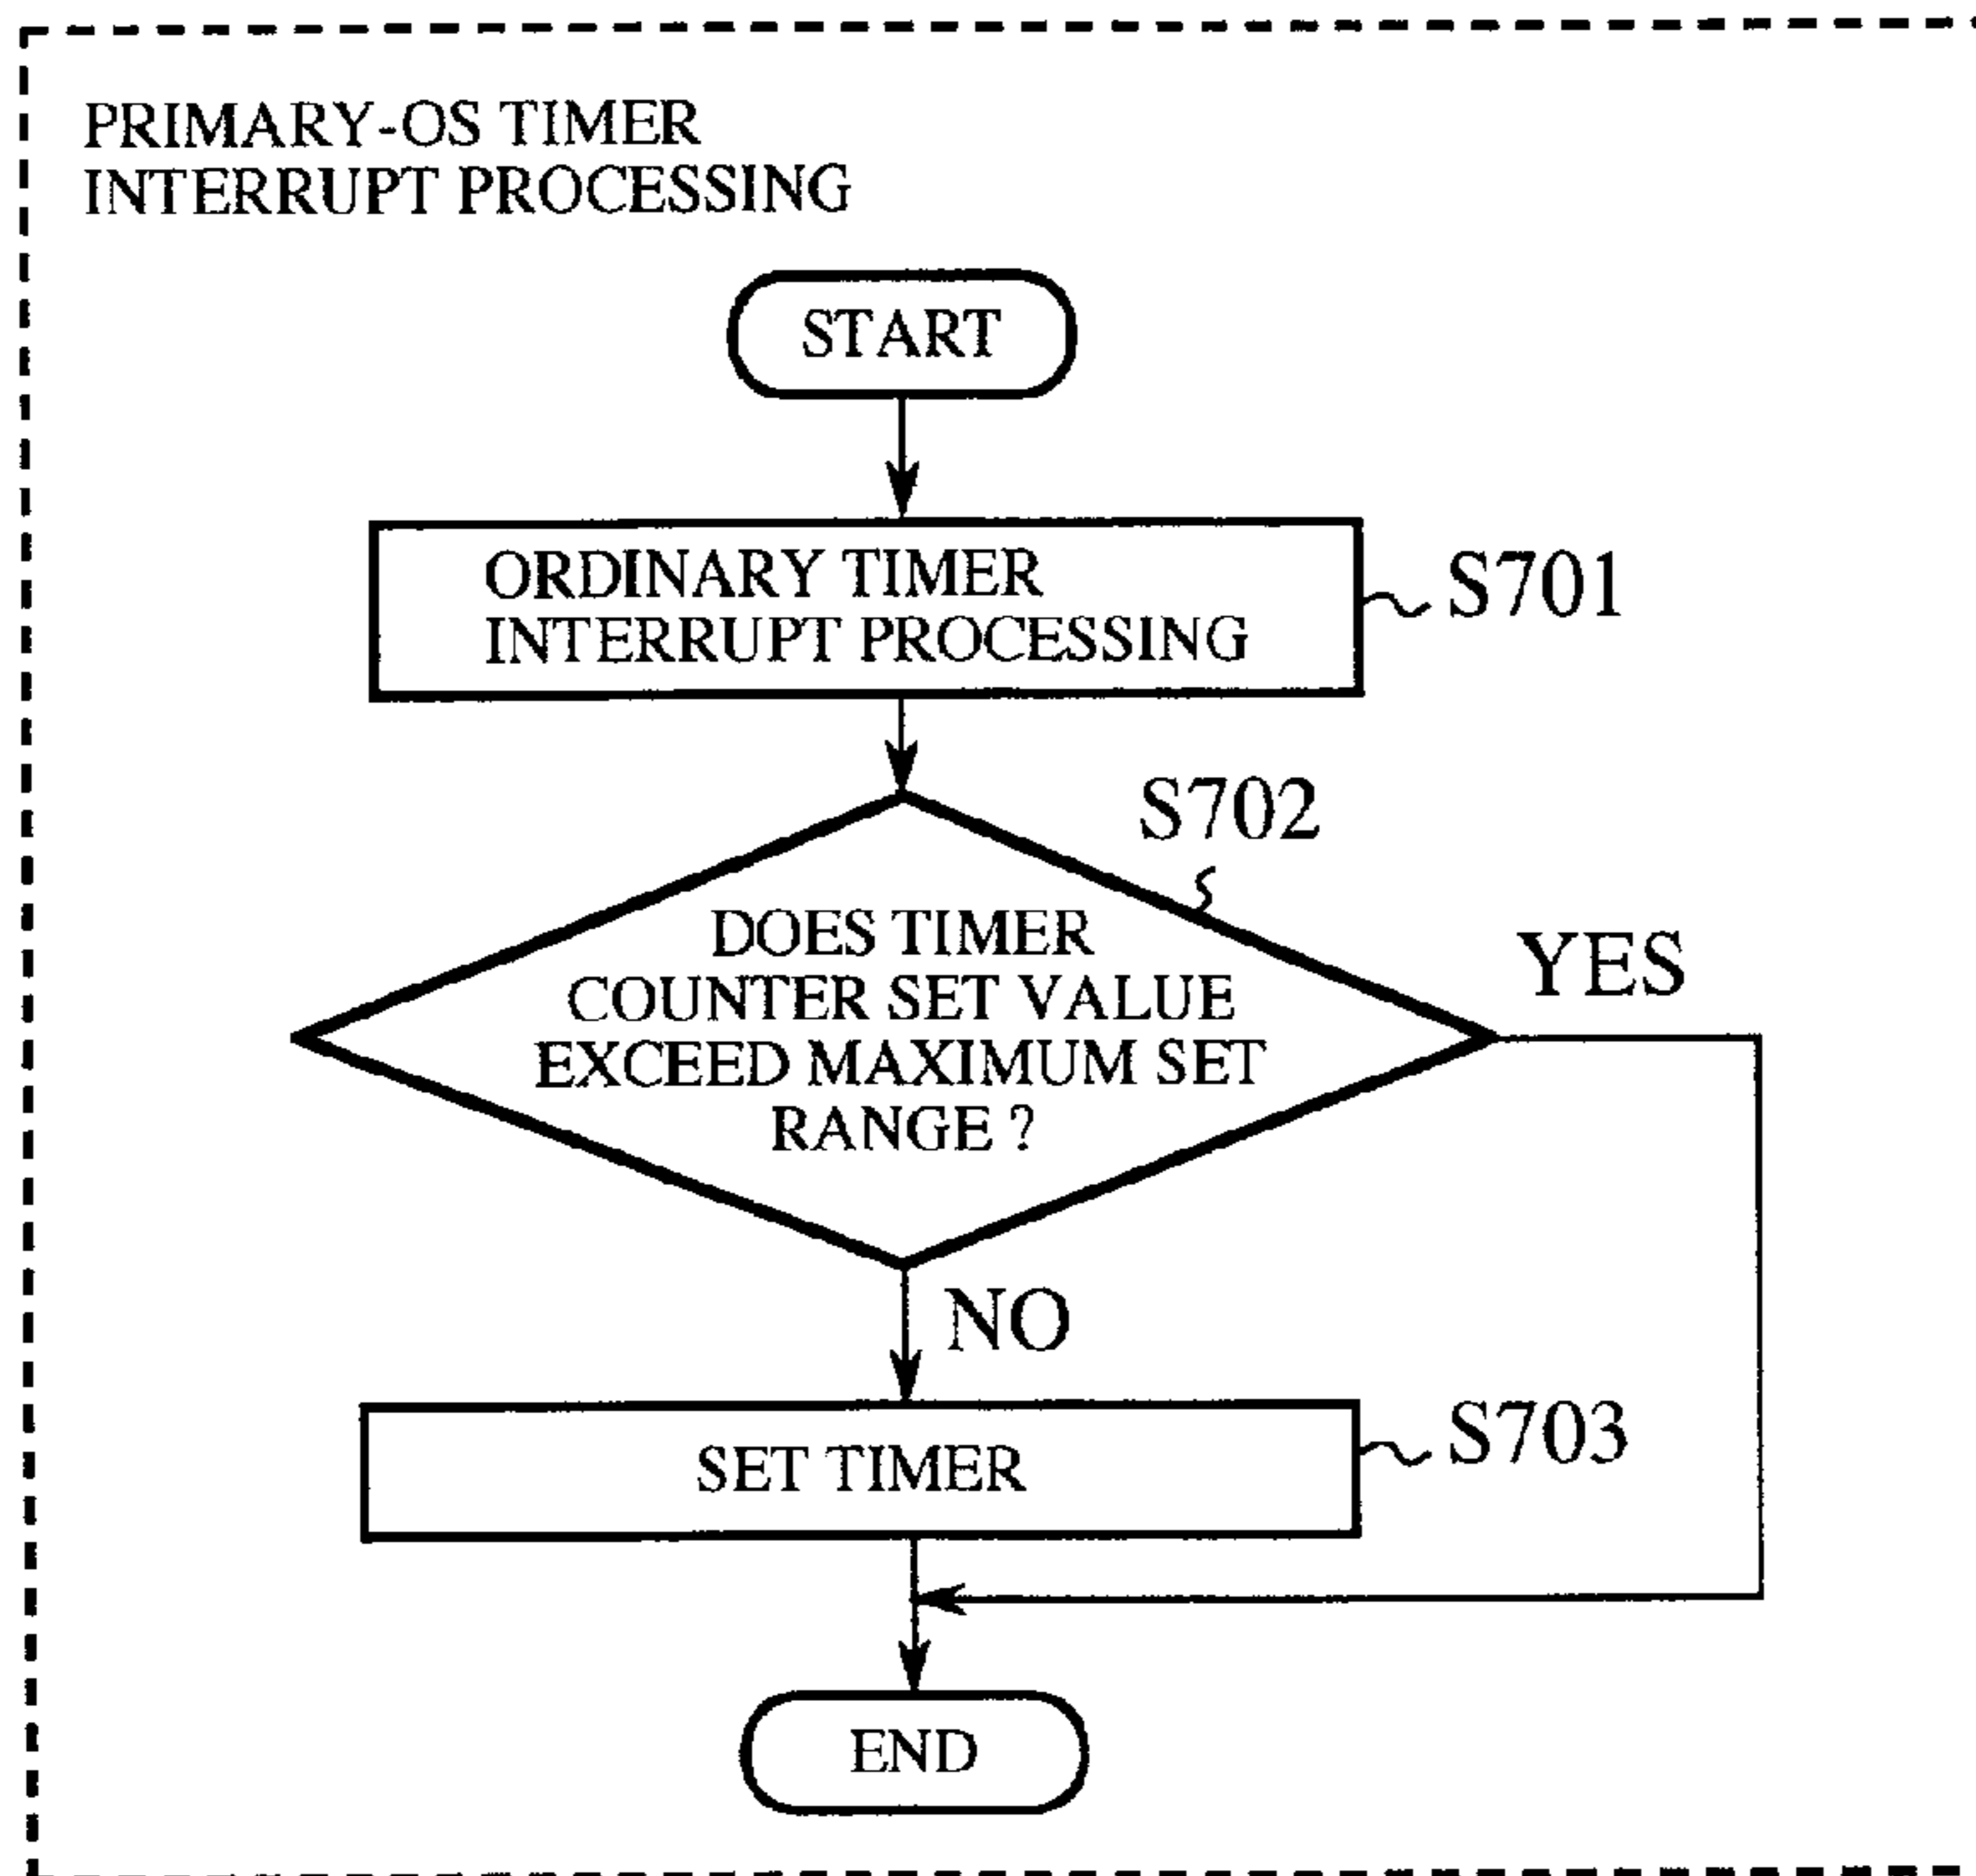 PRIMARY-OS TIMER
INTERRUPT PROCESSING
START
ORDINARY TIMER
INTERRUPT PROCESSING
S701
S702
DOES TIMER
COUNTER SET VALUE
EXCEED MAXIMUM SET
RANGE ?
YES
NO
SET TIMER
S703
END